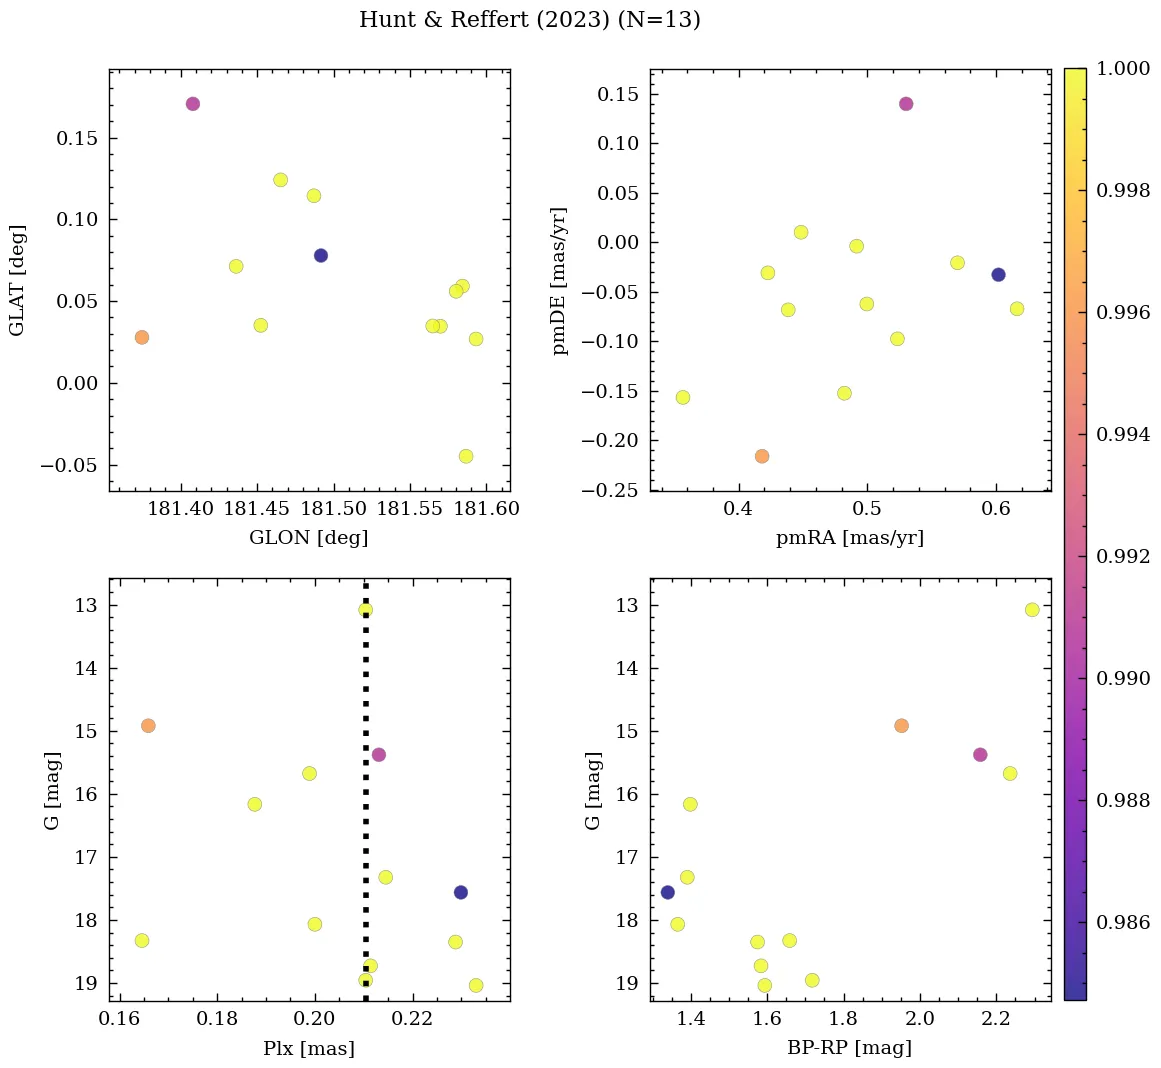 Hunt & Reffert (2023) (N=13)
0.15
0.10
0.05
0.00
−0.05
GLAT [deg]
181.40 181.45 181.50 181.55 181.60
GLON [deg]
0.15
0.10
0.05
0.00
−0.05
−0.10
−0.15
−0.20
−0.25
pmDE [mas/yr]
0.4 0.5 0.6
pmRA [mas/yr]
1.000
0.998
0.996
0.994
0.992
0.990
0.988
0.986
13
14
15
16
17
18
19
G [mag]
0.16 0.18 0.20 0.22
Plx [mas]
13
14
15
16
17
18
19
G [mag]
1.4 1.6 1.8 2.0 2.2
BP-RP [mag]